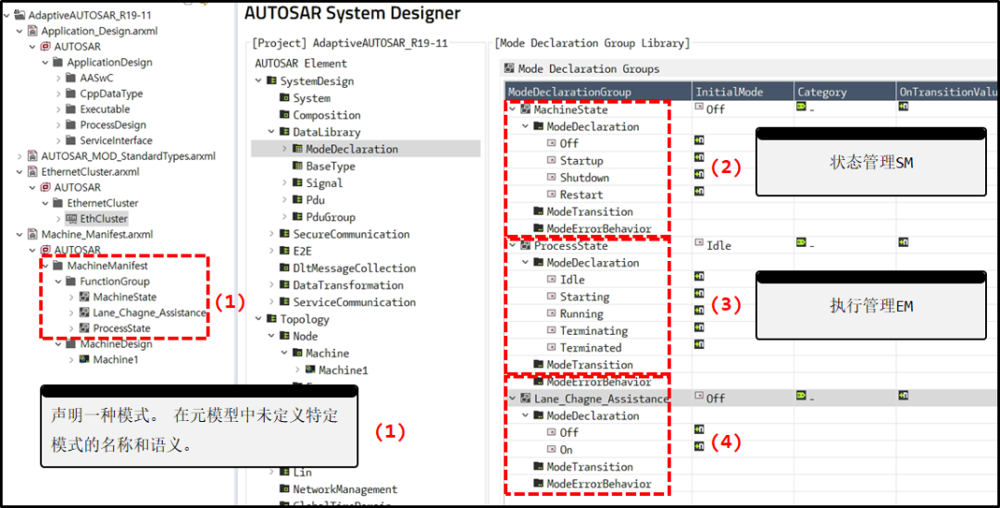 AdaptiveAUTOSAR_R19-11
Application_Design.arxml
AUTOSAR
ApplicationDesign
AASwC
CppDataType
Executable
ProcessDesign
ServiceInterface
AUTOSAR_MOD_StandardTypes.arxml
EthernetCluster.arxml
AUTOSAR
EthernetCluster
EthCluster
Machine_Manifest.arxml
AUTOSAR
MachineManifest
FunctionGroup
MachineState
Lane_Chagne_Assistance
ProcessState
MachineDesign
Machine1
(1)
声明一种模式。 在元模型中未定义特定
模式的名称和语义。
(1)
AUTOSAR System Designer
[Project] AdaptiveAUTOSAR_R19-11
AUTOSAR Element
SystemDesign
System
Composition
DataLibrary
ModeDeclaration
BaseType
Signal
Pdu
PduGroup
SecureCommunication
E2E
DltMessageCollection
DataTransformation
ServiceCommunication
Topology
Node
Machine
Machine1
Lin
NetworkManagement
GlobalTimeDomain
[Mode Declaration Group Library]
Mode Declaration Groups
ModeDeclarationGroup InitialMode Category OnTransitionValu
MachineState Off -
ModeDeclaration
Off
Startup
Shutdown
Restart
ModeTransition
ModeErrorBehavior
(2)
状态管理SM
ProcessState Idle -
ModeDeclaration
Idle
Starting
Running
Terminating
Terminated
ModeTransition
ModeErrorBehavior
(3)
执行管理EM
Lane_Chagne_Assistance Off -
ModeDeclaration
Off
On
ModeTransition
ModeErrorBehavior
(4)